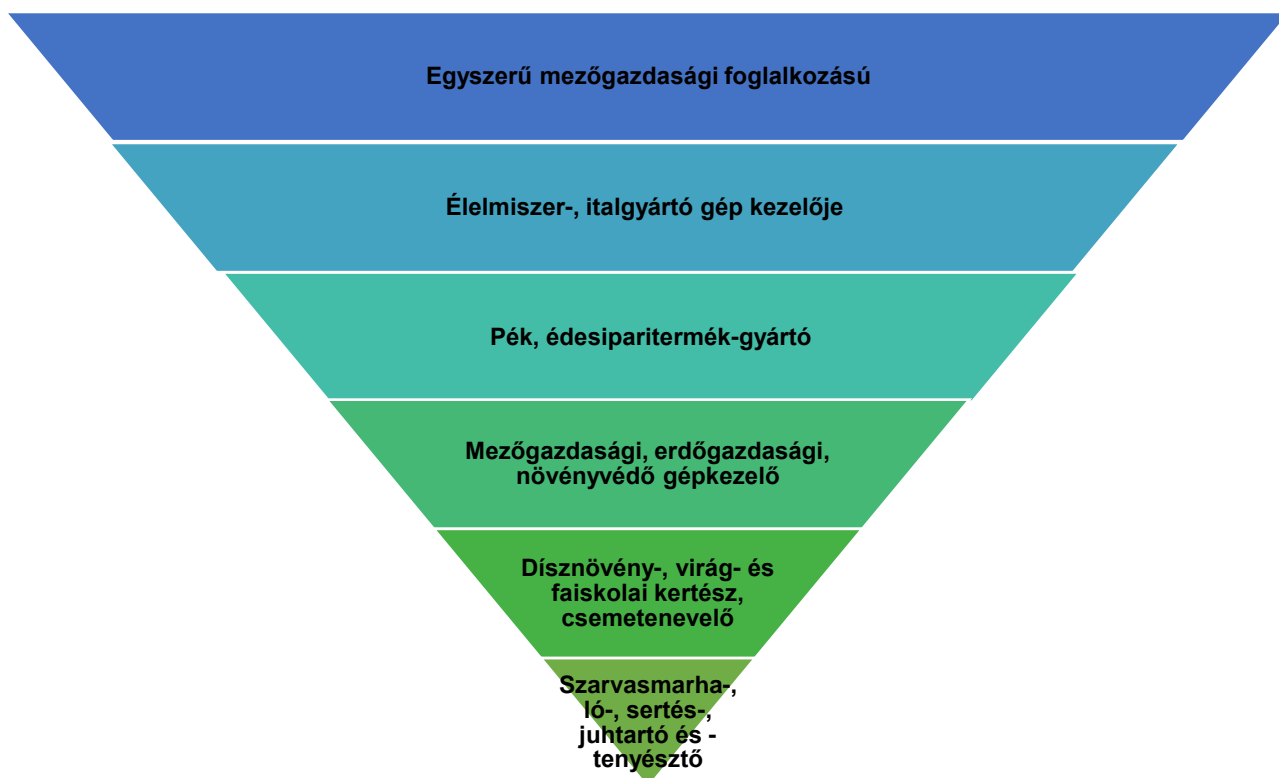 Egyszerű mezőgazdasági foglalkozású
Élelmiszer-, italgyártó gép kezelője
Pék, édesiparitermék-gyártó
Mezőgazdasági, erdőgazdasági,
növényvédő gépkezelő
Dísznövény-, virág- és
faiskolai kertész,
csemetenevelő
Szarvasmarha-,
ló-, sertés-,
juhtartó és -
tenyésztő